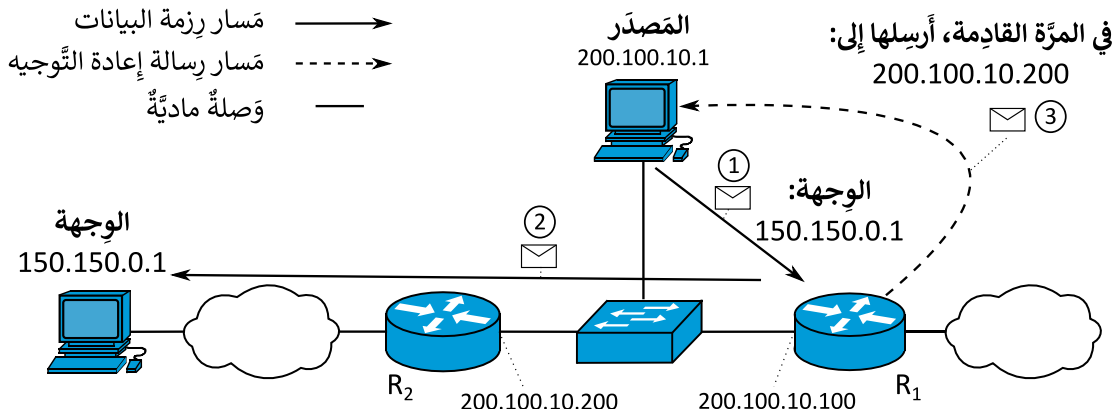 مَسار رِزمة البيانات
مَسار رِسالة إِعادة التَّوجيه
وَصلةٌ ماديَّةٌ
المَصدَر
200.100.10.1
في المرَّة القادِمة، أَرسِلها إِلى:
200.100.10.200
3
1
الوِجهة:
150.150.0.1
2
الوِجهة
150.150.0.1
R2
R1
200.100.10.200
200.100.10.100